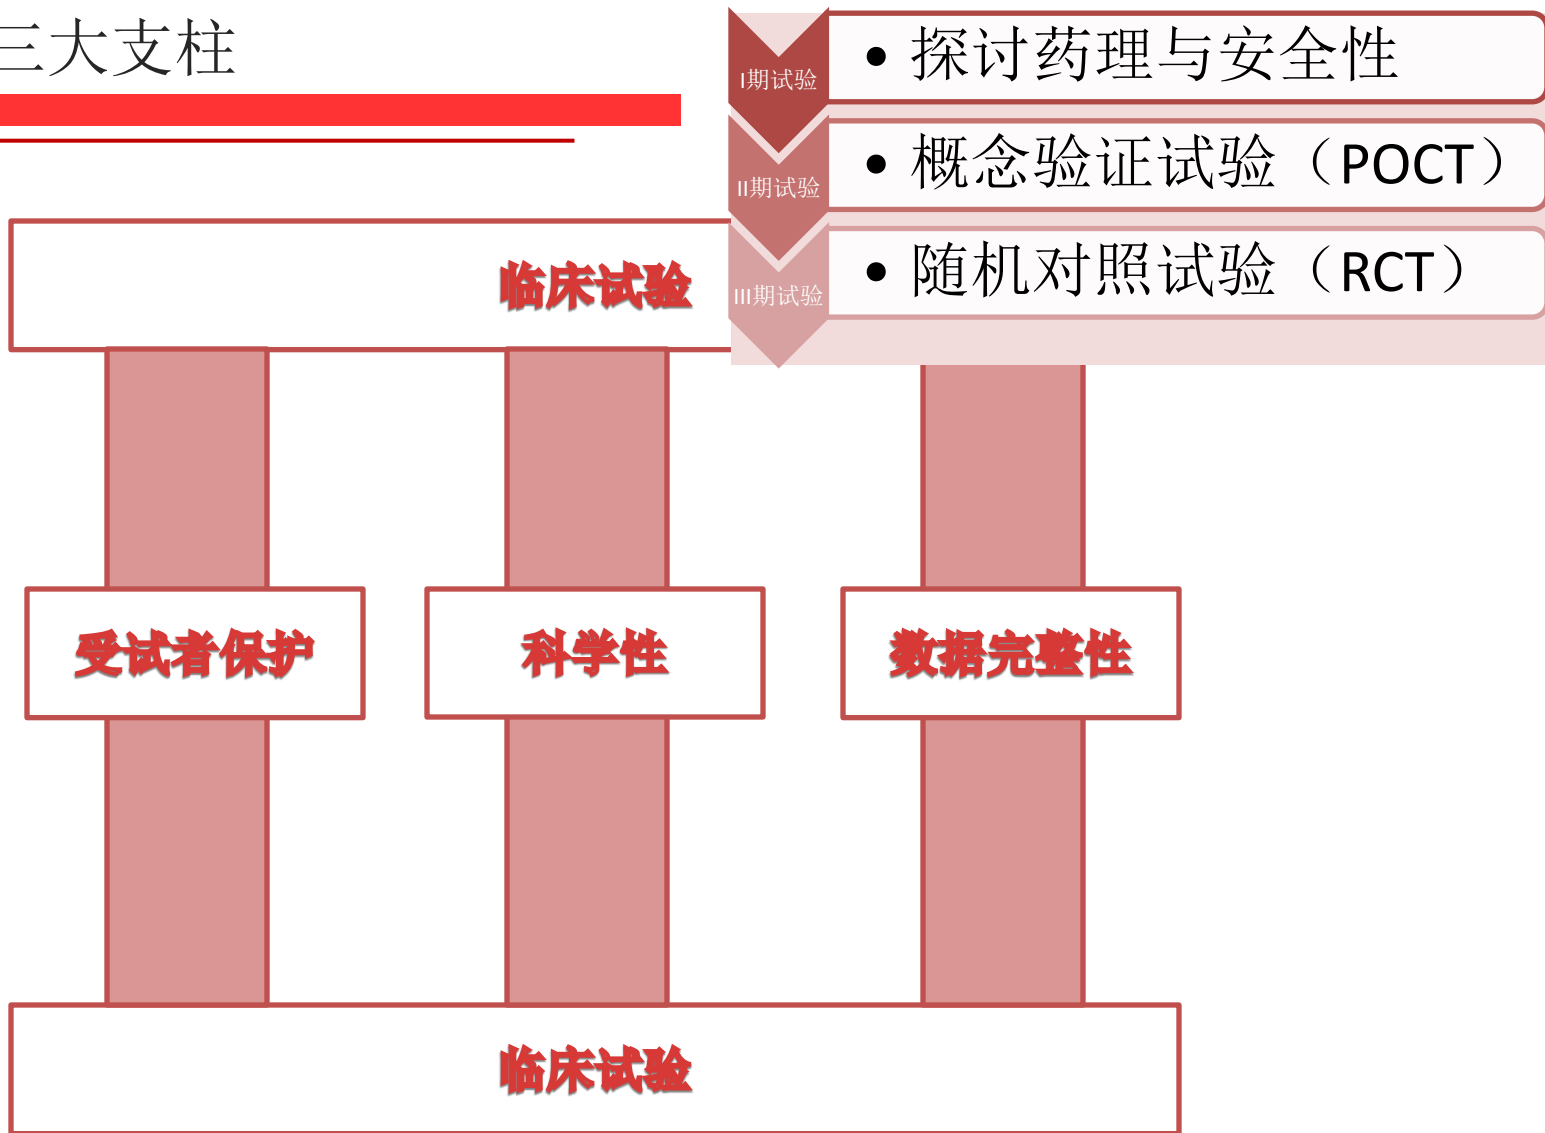 三大支柱
I期试验
• 探讨药理与安全性
II期试验
• 概念验证试验（POCT）
III期试验
• 随机对照试验（RCT）
临床试验
受试者保护
科学性
数据完整性
临床试验